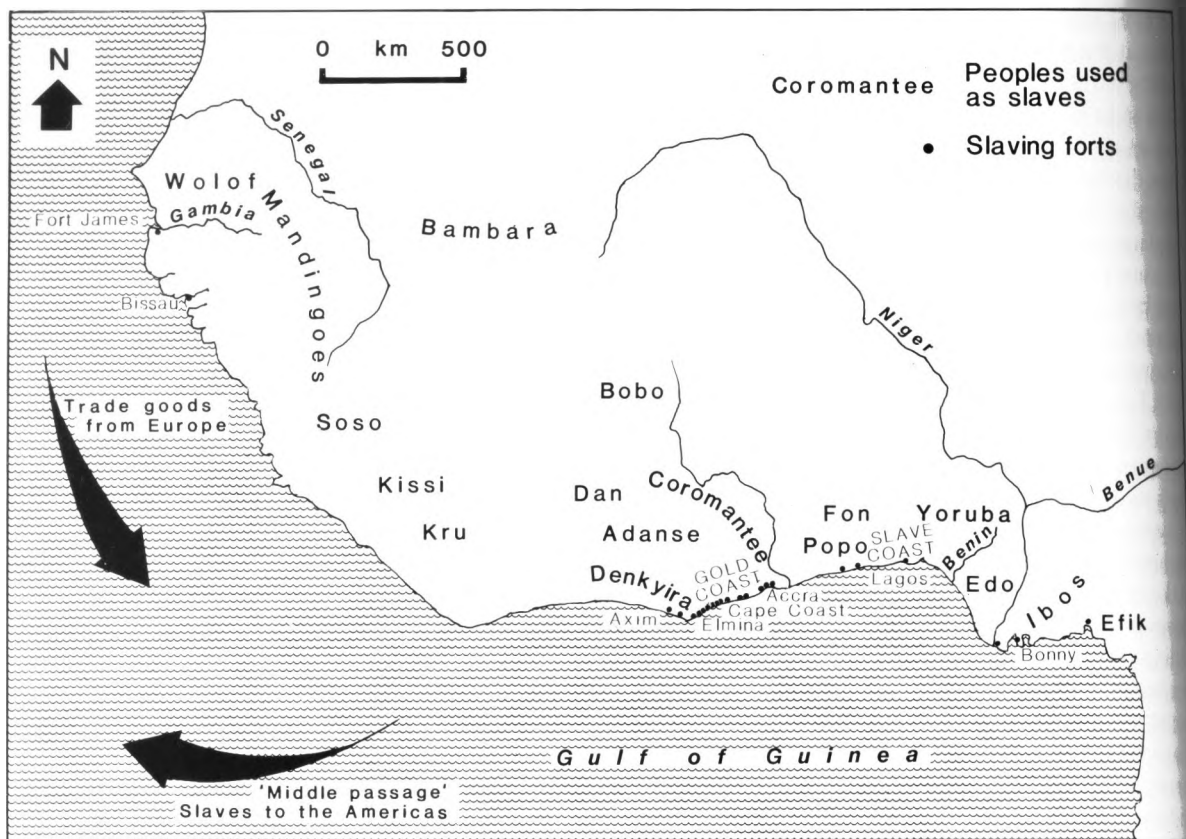 N
0 km 500
Coromantee
Peoples used
as slaves
Slaving forts
Senegal
Wolof
Gambia
Fort James
Mandingoes
Bambara
Bissau
Niger
Trade goods
from Europe
Bobo
Soso
Kissi
Dan
Coromantee
Benue
Kru
Adanse
Fon
Yoruba
Popo
SLAVE
COAST
Benin
Denkyira
GOLD
COAST
Lagos
Edo
Accra
Cape Coast
Axim
Elmina
Ibos
Efik
Bonny
Gulf of Guinea
'Middle passage'
Slaves to the Americas